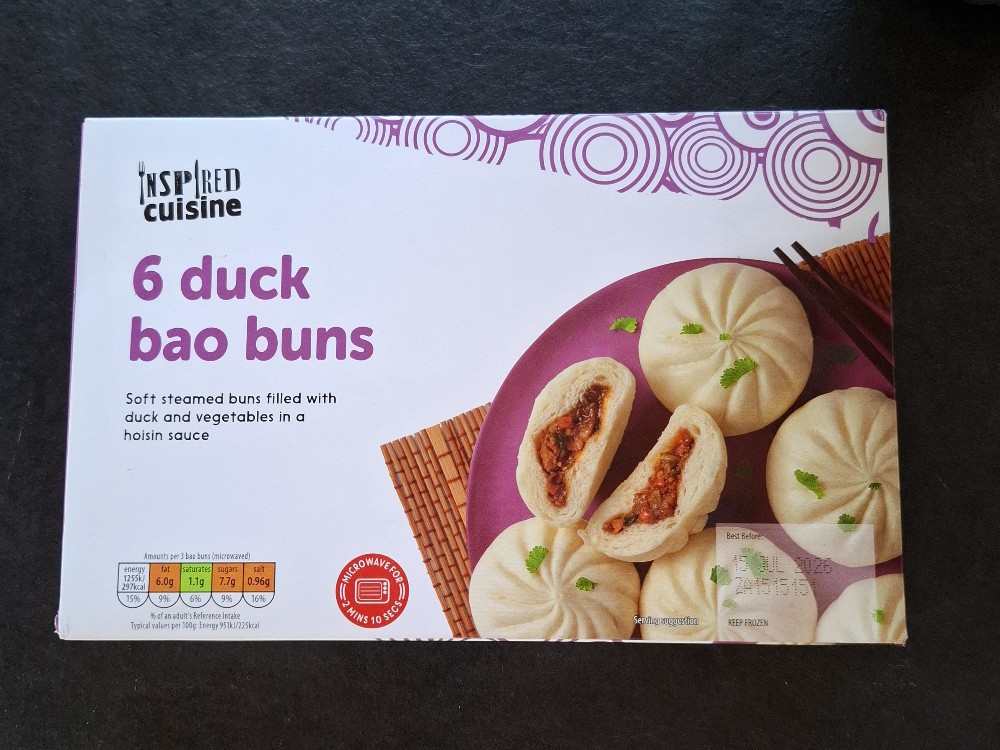 INSPIRED
cuisine
6 duck
bao buns
Soft steamed buns filled with
duck and vegetables in a
hoisin sauce
Amounts per 3 bao buns (microwaved)
energy fat saturates sugars salt
1255kJ
297kcal 6.0g 1.1g 7.7g 0.96g
15% 9% 6% 9% 16%
% of an adult's Reference Intake
Typical values per 100g: Energy 951kJ/225kcal
MICROWAVE FOR
2 MINS 10 SECS
Serving suggestion
Best Before:
15 JUL 2026
KEEP FROZEN